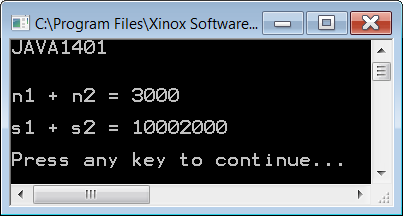 C:\Program Files\Xinox Software...
JAVA1401
n1 + n2 = 3000
s1 + s2 = 10002000
Press any key to continue...